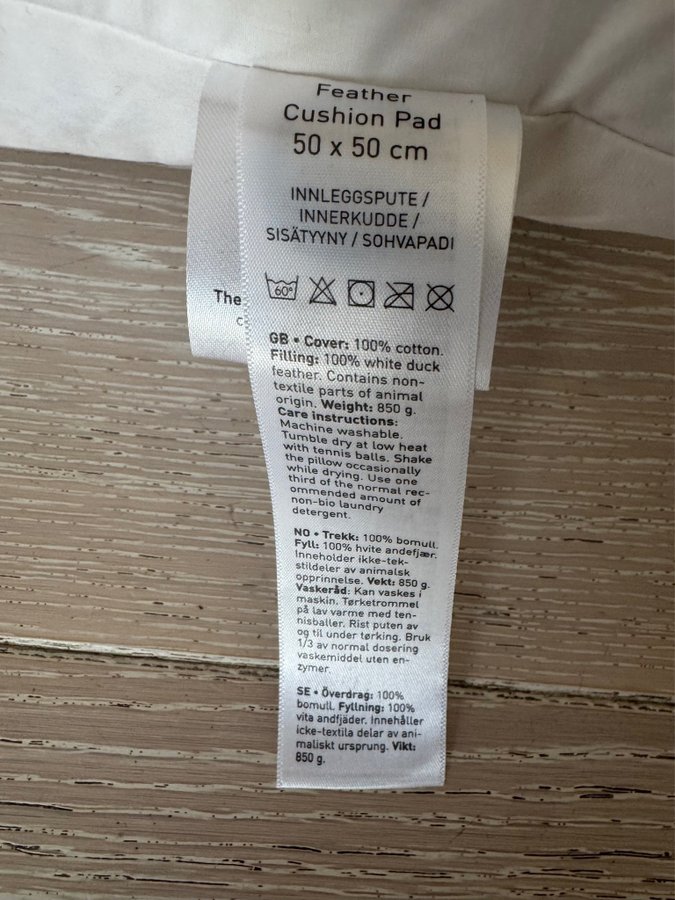 Feather
Cushion Pad
50 x 50 cm
INNLEGGSPUTE /
INNERKUDDE /
SISÄTYYNY / SOHVAPADI
60°
The
GB • Cover: 100% cotton.
Filling: 100% white duck
feather. Contains non-
textile parts of animal
origin. Weight: 850 g.
Care instructions:
Machine washable.
Tumble dry at low heat
with tennis balls. Shake
the pillow occasionally
while drying. Use one
third of the normal rec-
ommended amount of
non-bio laundry
detergent.
NO • Trekk: 100% bomull.
Fyll: 100% hvite andefjær.
Inneholder ikke-tek-
stildeler av animalsk
opprinnelse. Vekt: 850 g.
Vaskeråd: Kan vaskes i
maskin. Tørketrommel
på lav varme med ten-
nisballer. Rist puten av
og til under tørking. Bruk
1/3 av normal dosering
vaskemiddel uten en-
zymer.
SE • Överdrag: 100%
bomull. Fyllning: 100%
vita andfjäder. Innehåller
icke-textila delar av ani-
maliskt ursprung. Vikt:
850 g.